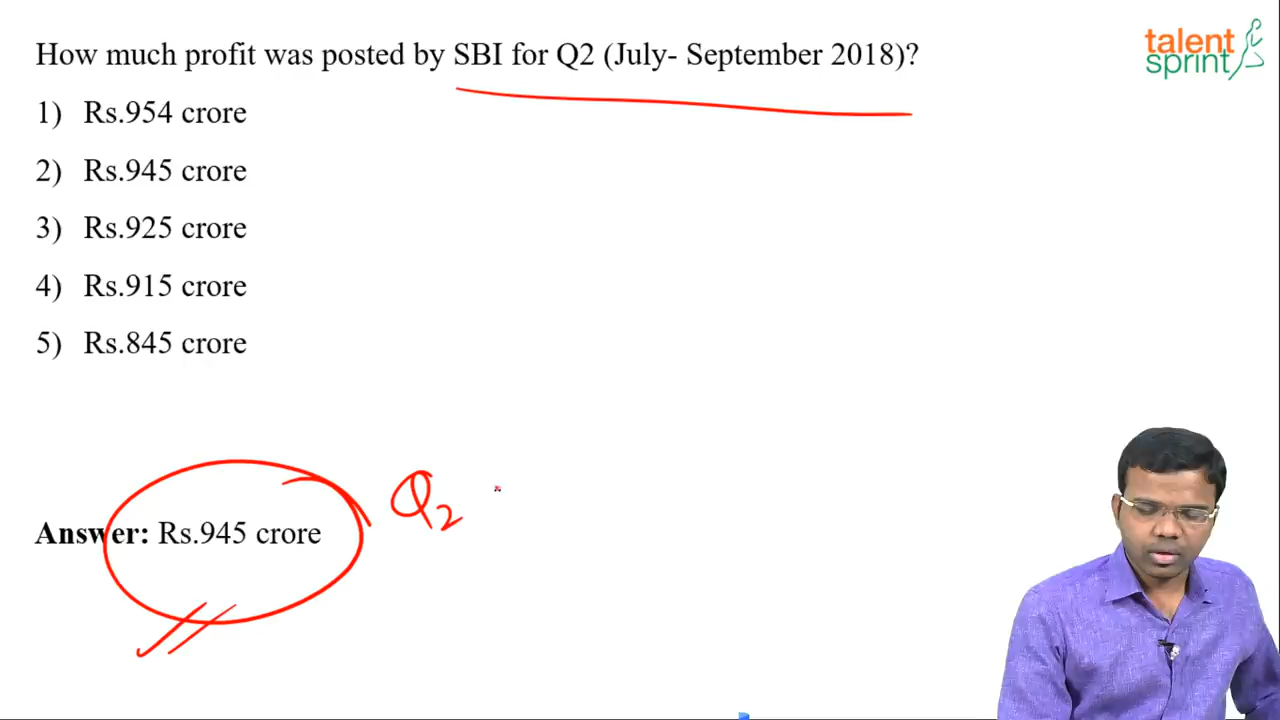 How much profit was posted by SBI for Q2 (July- September 2018)?
talent
sprint
1) Rs.954 crore
2) Rs.945 crore
3) Rs.925 crore
4) Rs.915 crore
5) Rs.845 crore
Answer: Rs.945 crore
Q2